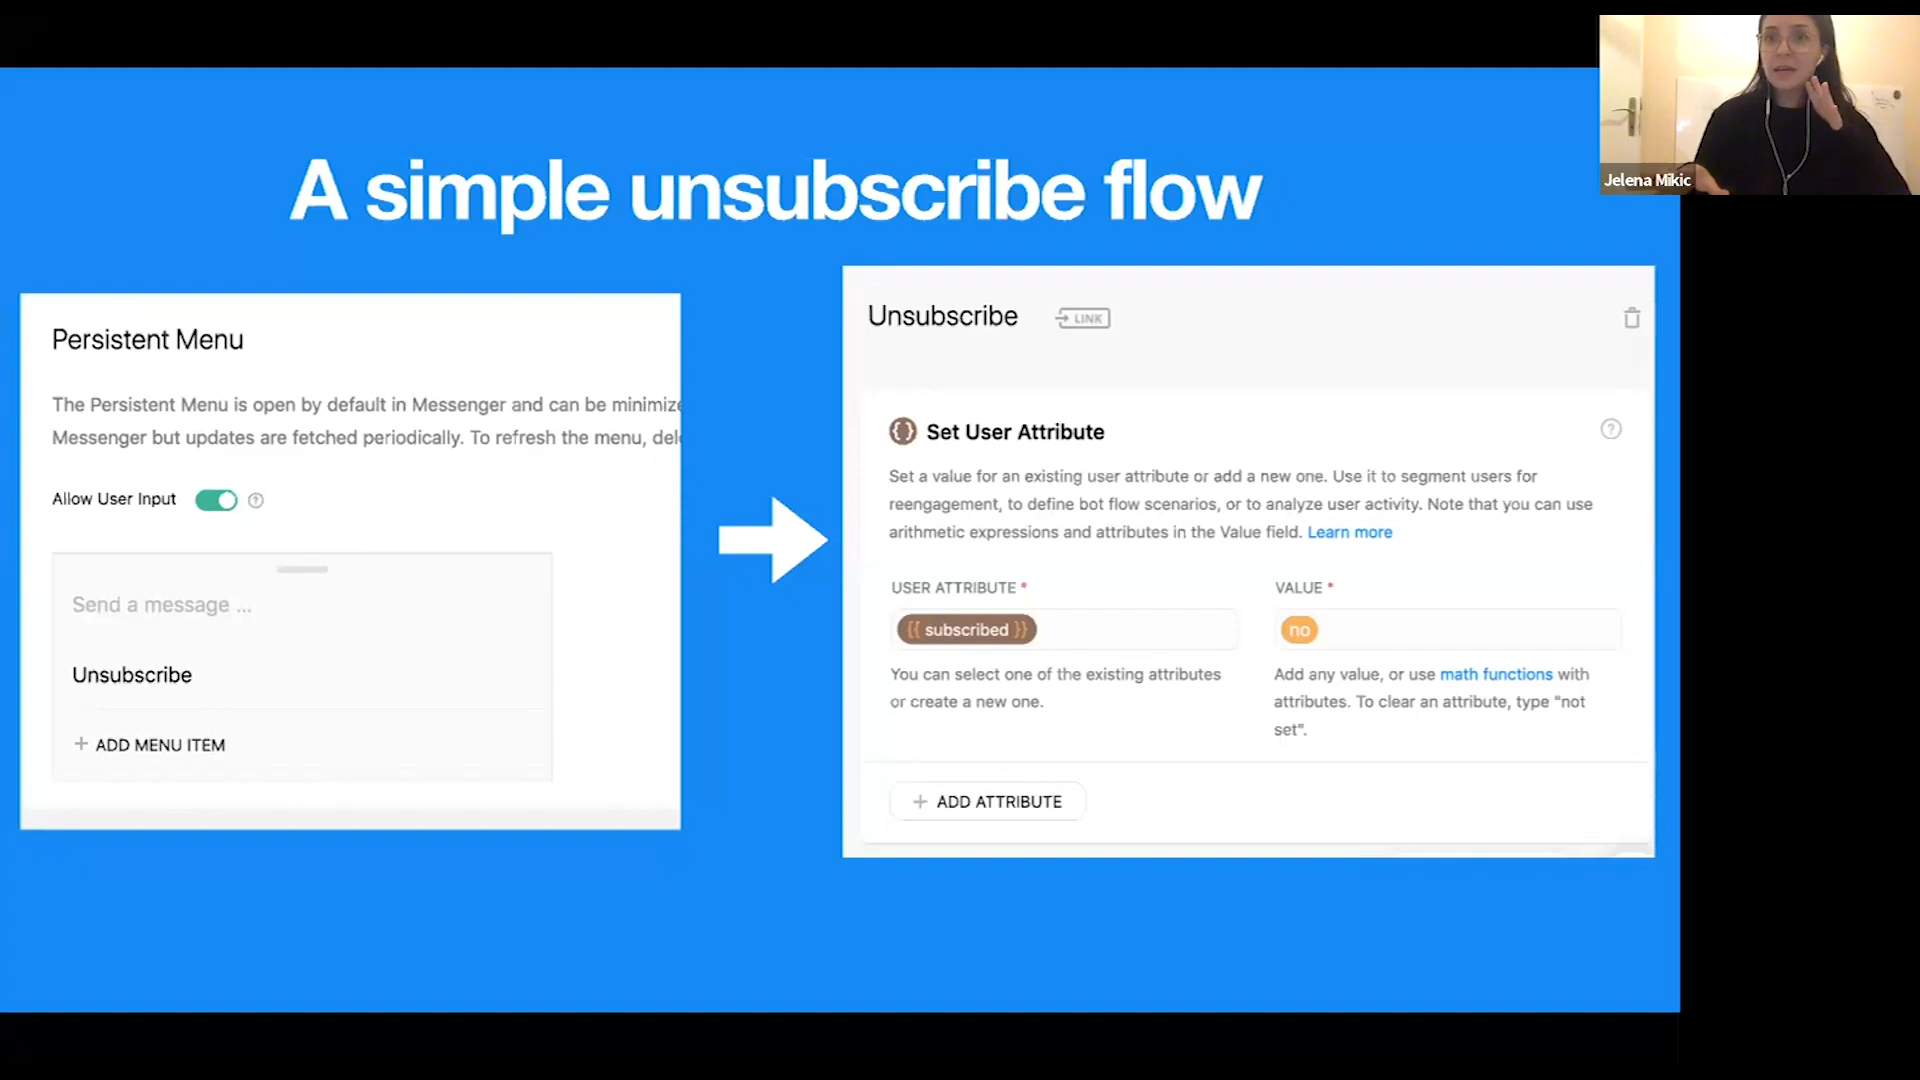 A simple unsubscribe flow
Jelena Mikic
Persistent Menu
The Persistent Menu is open by default in Messenger and can be minimize
Messenger but updates are fetched periodically. To refresh the menu, del
Allow User Input
Send a message ...
Unsubscribe
+ ADD MENU ITEM
Unsubscribe
LINK
{} Set User Attribute
?
Set a value for an existing user attribute or add a new one. Use it to segment users for
reengagement, to define bot flow scenarios, or to analyze user activity. Note that you can use
arithmetic expressions and attributes in the Value field. Learn more
USER ATTRIBUTE *
{{ subscribed }}
You can select one of the existing attributes
or create a new one.
VALUE *
no
Add any value, or use math functions with
attributes. To clear an attribute, type "not
set".
+ ADD ATTRIBUTE